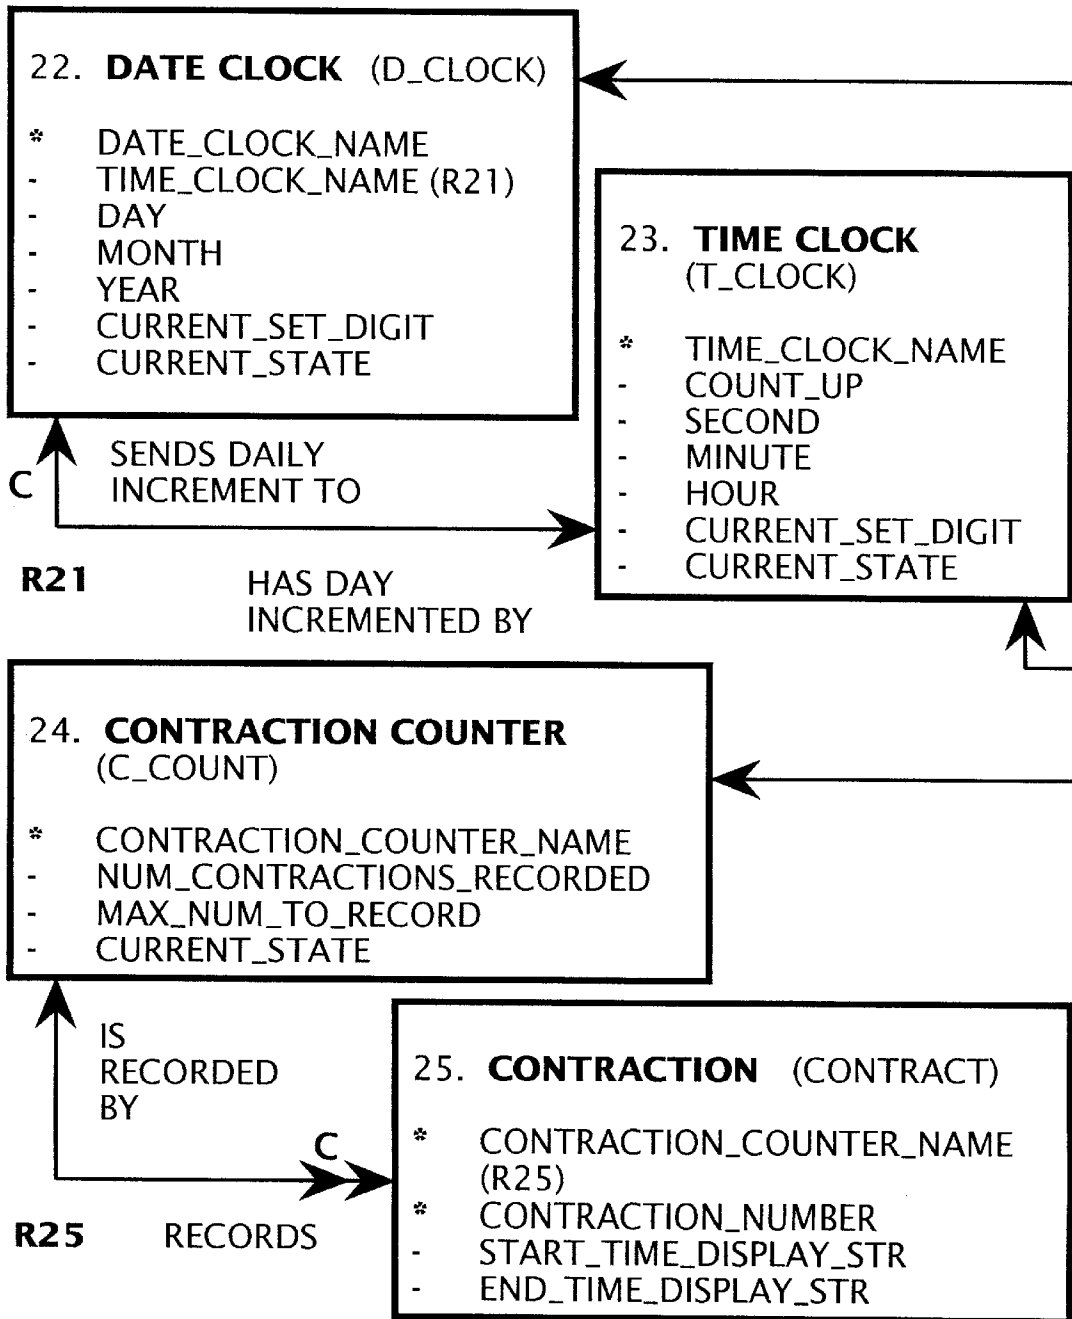 22. DATE CLOCK (D_CLOCK)
* DATE_CLOCK_NAME
- TIME_CLOCK_NAME (R21)
- DAY
- MONTH
- YEAR
- CURRENT_SET_DIGIT
- CURRENT_STATE
23. TIME CLOCK
(T_CLOCK)
* TIME_CLOCK_NAME
- COUNT_UP
- SECOND
- MINUTE
- HOUR
- CURRENT_SET_DIGIT
- CURRENT_STATE
C
SENDS DAILY
INCREMENT TO
R21
HAS DAY
INCREMENTED BY
24. CONTRACTION COUNTER
(C_COUNT)
* CONTRACTION_COUNTER_NAME
- NUM_CONTRACTIONS_RECORDED
- MAX_NUM_TO_RECORD
- CURRENT_STATE
IS
RECORDED
BY
C
R25
RECORDS
25. CONTRACTION (CONTRACT)
* CONTRACTION_COUNTER_NAME
(R25)
* CONTRACTION_NUMBER
- START_TIME_DISPLAY_STR
- END_TIME_DISPLAY_STR